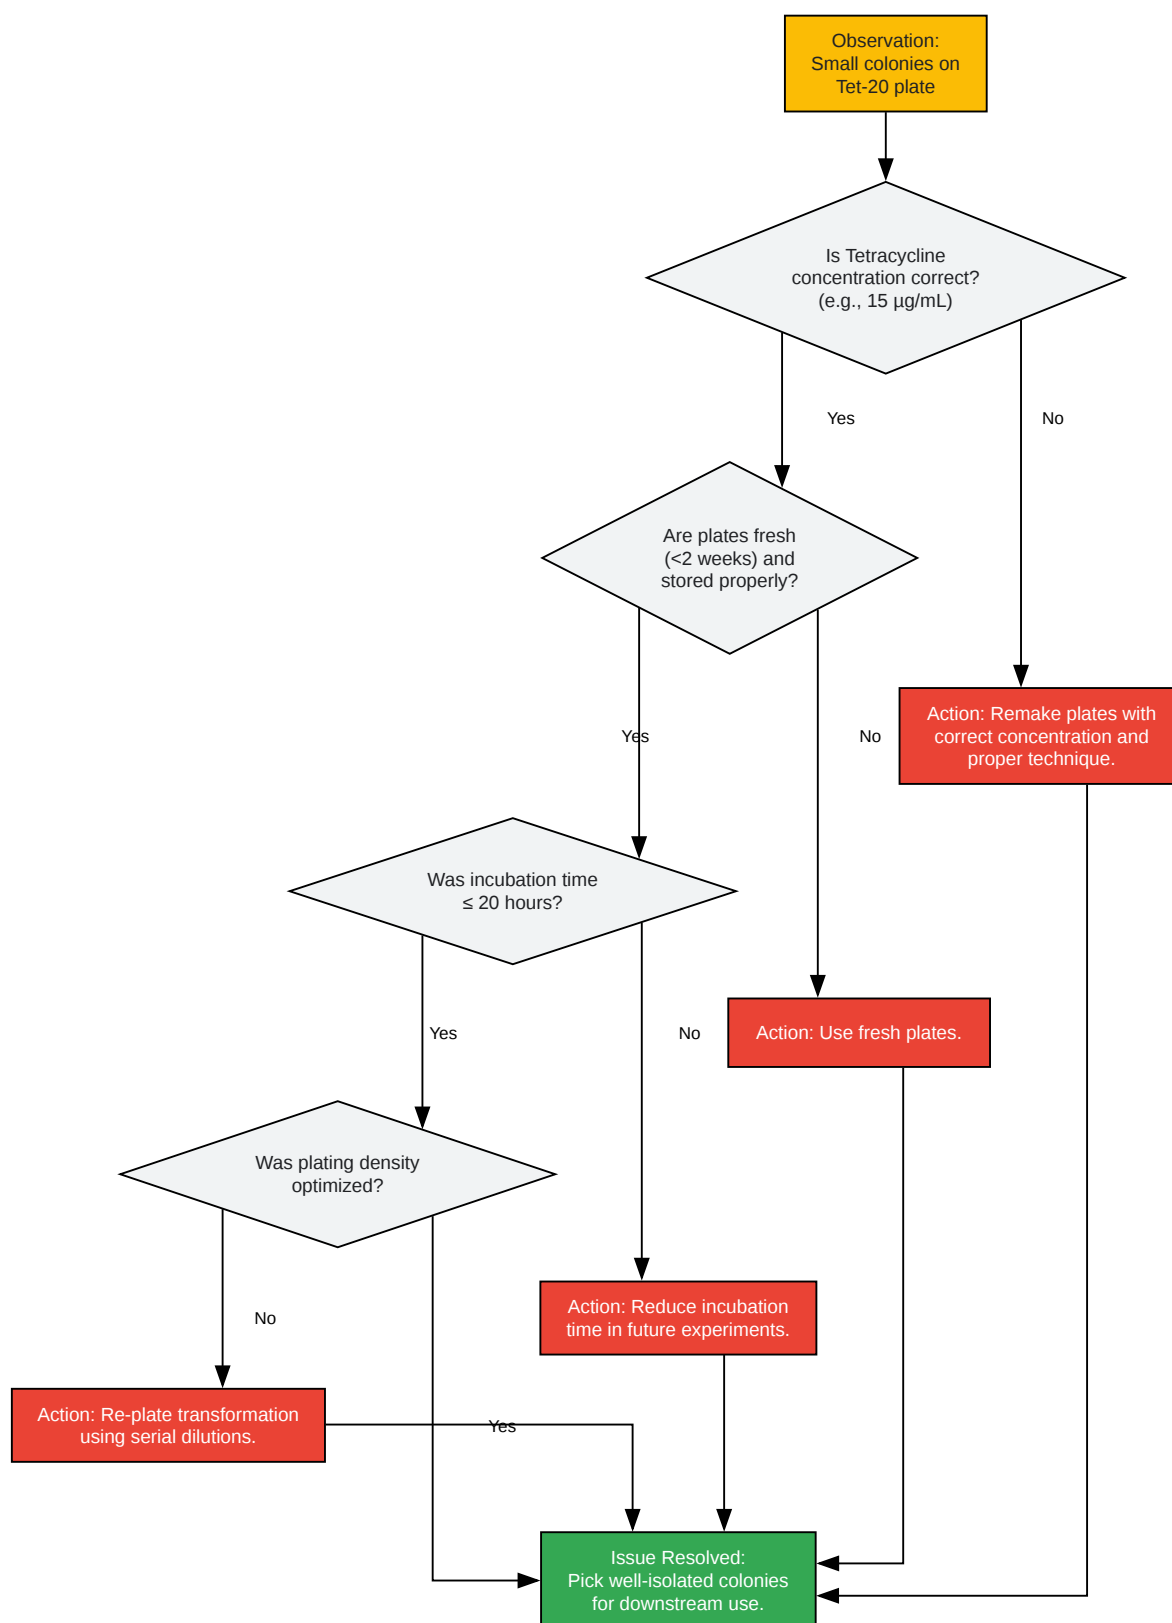 Observation:
Small colonies on
Tet-20 plate
Is Tetracycline
concentration correct?
(e.g., 15 µg/mL)
Yes
No
Are plates fresh
(<2 weeks) and
stored properly?
Action: Remake plates with
correct concentration and
proper technique.
Yes
No
Was incubation time
≤ 20 hours?
Action: Use fresh plates.
Yes
No
Was plating density
optimized?
Action: Reduce incubation
time in future experiments.
No
Action: Re-plate transformation
using serial dilutions.
Yes
Issue Resolved:
Pick well-isolated colonies
for downstream use.